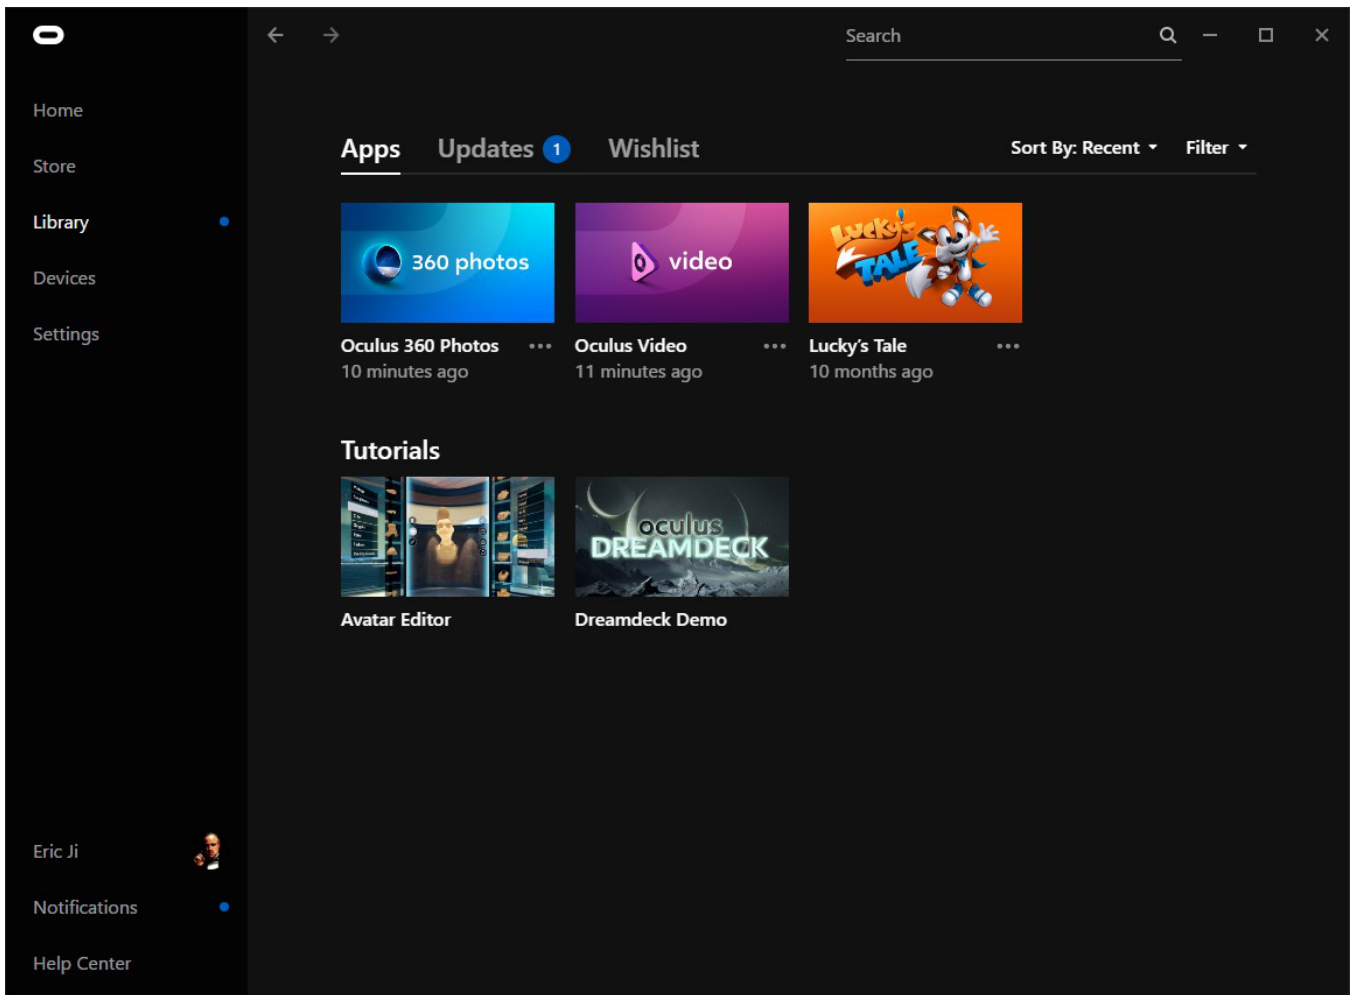 Search
Home
Store
Library
Devices
Settings
Apps Updates 1 Wishlist Sort By: Recent Filter
360 photos
video
Lucky's
TALE
Oculus 360 Photos ••• Oculus Video ••• Lucky’s Tale •••
10 minutes ago 11 minutes ago 10 months ago
Tutorials
oculus
DREAMDECK
Avatar Editor Dreamdeck Demo
Eric Ji
Notifications
Help Center